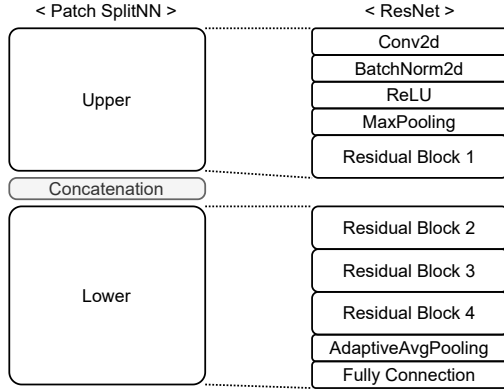 < Patch SplitNN >
< ResNet >
Upper
Conv2d
BatchNorm2d
ReLU
MaxPooling
Residual Block 1
Concatenation
Lower
Residual Block 2
Residual Block 3
Residual Block 4
AdaptiveAvgPooling
Fully Connection